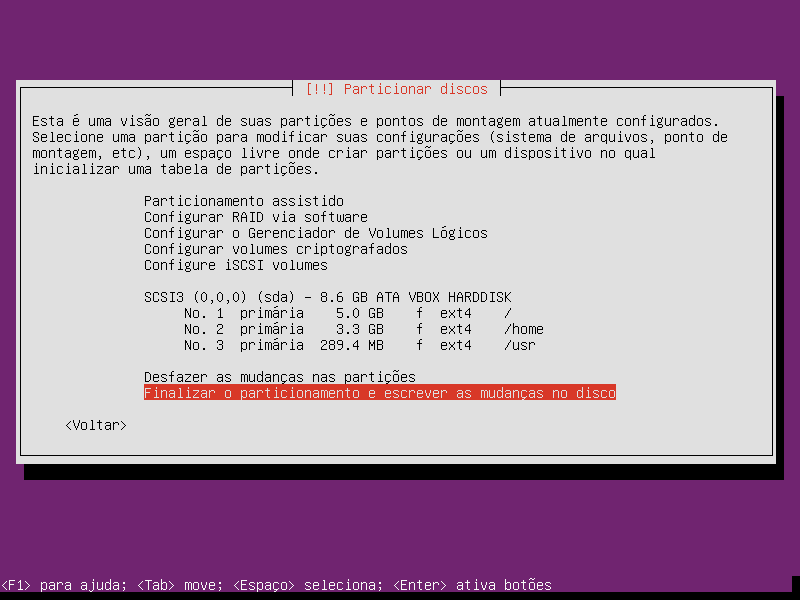 [!!] Particionar discos
Esta é uma visão geral de suas partições e pontos de montagem atualmente configurados.
Selecione uma partição para modificar suas configurações (sistema de arquivos, ponto de
montagem, etc), um espaço livre onde criar partições ou um dispositivo no qual
inicializar uma tabela de partições.
Particionamento assistido
Configurar RAID via software
Configurar o Gerenciador de Volumes Lógicos
Configurar volumes criptografados
Configure iSCSI volumes
SCSI3 (0,0,0) (sda) - 8.6 GB ATA VBOX HARDDISK
No. 1 primária 5.0 GB f ext4 /
No. 2 primária 3.3 GB f ext4 /home
No. 3 primária 289.4 MB f ext4 /usr
Desfazer as mudanças nas partições
Finalizar o particionamento e escrever as mudanças no disco
<Voltar>
<F1> para ajuda; <Tab> move; <Espaço> seleciona; <Enter> ativa botões